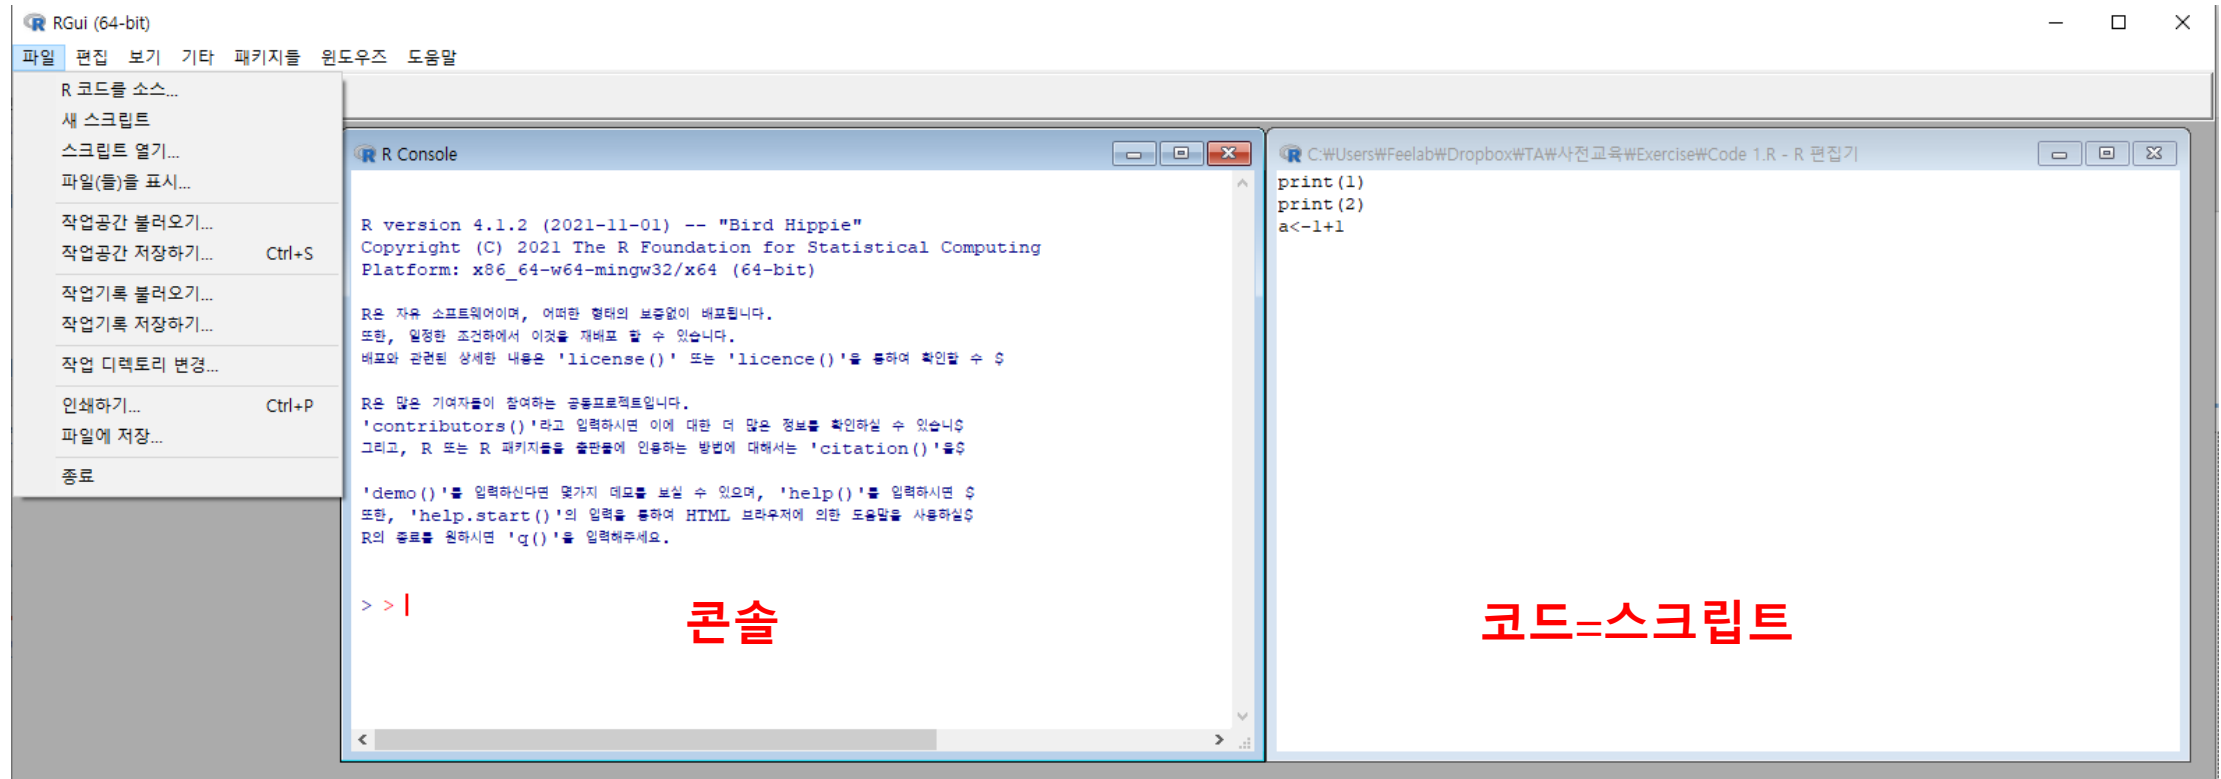 RGui (64-bit)
파일 편집 보기 기타 패키지들 윈도우즈 도움말
R 코드를 소스...
새 스크립트
스크립트 열기...
파일(들)을 표시...
작업공간 불러오기...
작업공간 저장하기... Ctrl+S
작업기록 불러오기...
작업기록 저장하기...
작업 디렉토리 변경...
인쇄하기... Ctrl+P
파일에 저장...
종료
R Console
R version 4.1.2 (2021-11-01) -- "Bird Hippie"
Copyright (C) 2021 The R Foundation for Statistical Computing
Platform: x86_64-w64-mingw32/x64 (64-bit)
R은 자유 소프트웨어이며, 어떠한 형태의 보증없이 배포됩니다.
또한, 일정한 조건하에서 이것을 재배포 할 수 있습니다.
배포와 관련된 상세한 내용은 'license()' 또는 'licence()'을 통하여 확인할 수 $
R은 많은 기여자들이 참여하는 공동프로젝트입니다.
'contributors()'라고 입력하시면 이에 대한 더 많은 정보를 확인하실 수 있습니$
그리고, R 또는 R 패키지들을 출판물에 인용하는 방법에 대해서는 'citation()'을$
'demo()'를 입력하신다면 몇가지 데모를 보실 수 있으며, 'help()'를 입력하시면 $
또한, 'help.start()'의 입력을 통하여 HTML 브라우저에 의한 도움말을 사용하실$
R의 종료를 원하시면 'q()'을 입력해주세요.
> > |
콘솔
C:₩Users₩Feelab₩Dropbox₩TA₩사전교육₩Exercise₩Code 1.R - R 편집기
print(1)
print(2)
a<-1+1
코드=스크립트